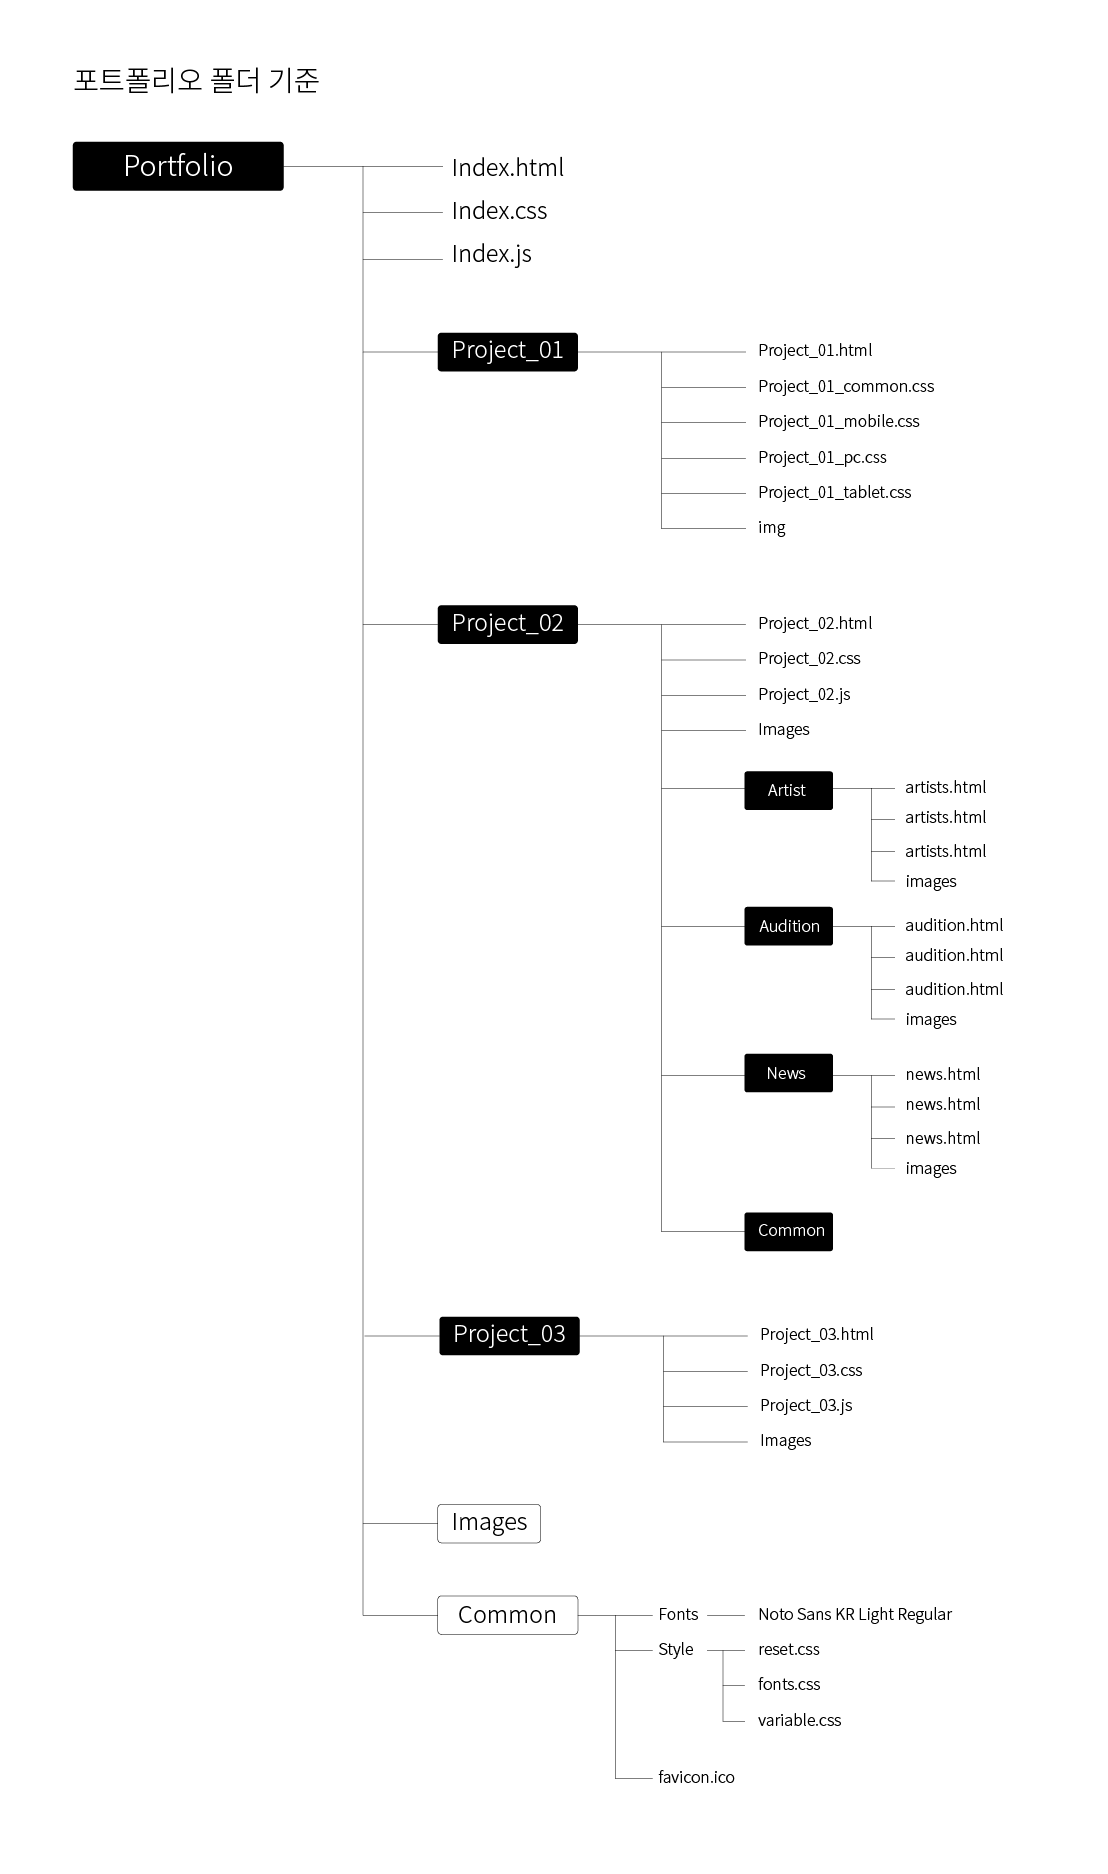 포트폴리오 폴더 기준
Portfolio
Index.html
Index.css
Index.js
Project_01
Project_01.html
Project_01_common.css
Project_01_mobile.css
Project_01_pc.css
Project_01_tablet.css
img
Project_02
Project_02.html
Project_02.css
Project_02.js
Images
Artist
artists.html
artists.html
artists.html
images
Audition
audition.html
audition.html
audition.html
images
News
news.html
news.html
news.html
images
Common
Project_03
Project_03.html
Project_03.css
Project_03.js
Images
Images
Common
Fonts
Noto Sans KR Light Regular
Style
reset.css
fonts.css
variable.css
favicon.ico